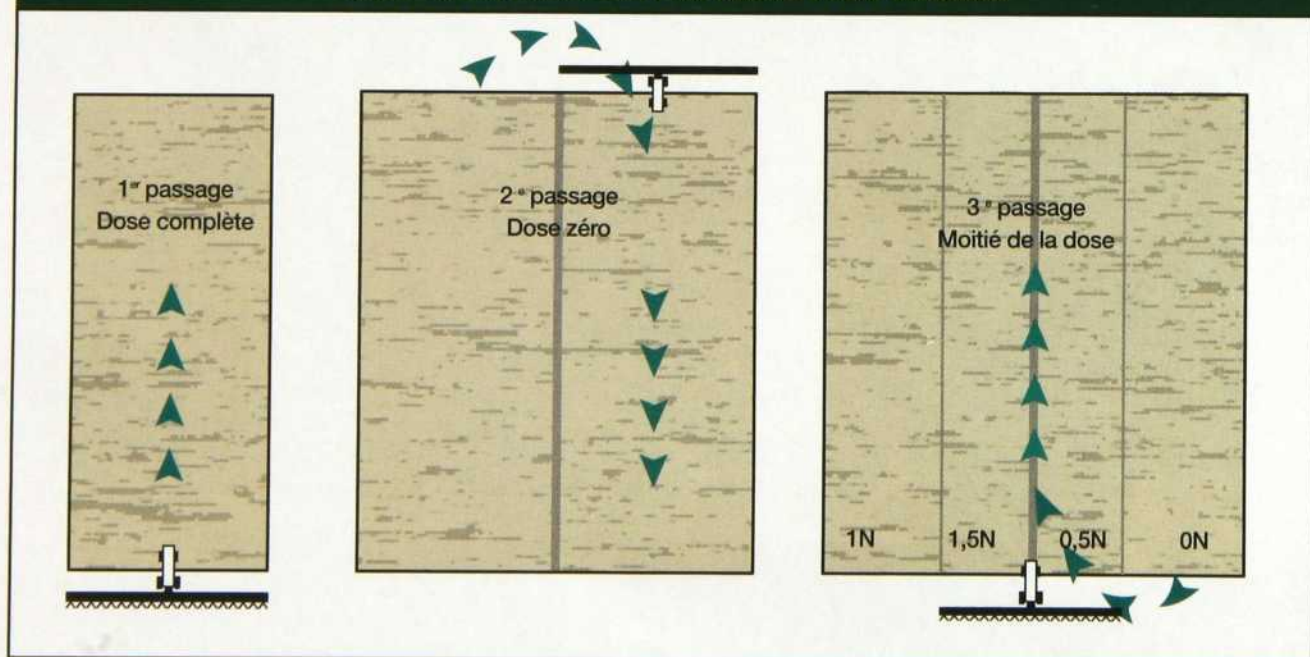 1er passage
Dose complète
2e passage
Dose zéro
3e passage
Moitié de la dose
1N 1,5N 0,5N 0N